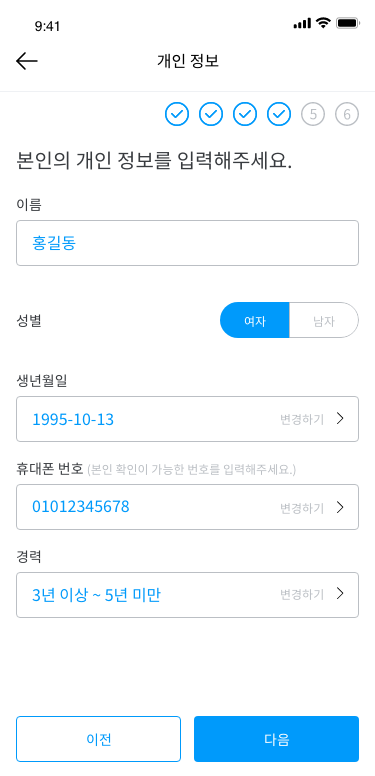 9:41
개인 정보
5 6
본인의 개인 정보를 입력해주세요.
이름
홍길동
성별 여자 남자
생년월일
1995-10-13 변경하기
휴대폰 번호 (본인 확인이 가능한 번호를 입력해주세요.)
01012345678 변경하기
경력
3년 이상 ~ 5년 미만 변경하기
이전 다음